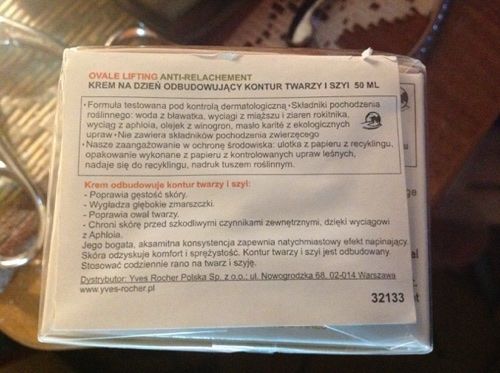 OVALE LIFTING ANTI-RELACHEMENT
KREM NA DZIEŃ ODBUDOWUJĄCY KONTUR TWARZY I SZYI 50 ML
• Formuła testowana pod kontrolą dermatologiczną • Składniki pochodzenia
roślinnego: woda z bławatka, wyciągi z miąższu i ziaren rokitnika,
wyciąg z aphloia, olejek z winogron, masło karité z ekologicznych
upraw • Nie zawiera składników pochodzenia zwierzęcego
• Nasze zaangażowanie w ochronę środowiska: ulotka z papieru z recyklingu,
opakowanie wykonane z papieru z kontrolowanych upraw leśnych,
nadaje się do recyklingu, nadruk tuszem roślinnym.
Krem odbudowuje kontur twarzy i szyi:
- Poprawia gęstość skóry.
- Wygładza głębokie zmarszczki.
- Poprawia owal twarzy.
- Chroni skórę przed szkodliwymi czynnikami zewnętrznymi, dzięki wyciągowi
z Aphloia.
Jego bogata, aksamitna konsystencja zapewnia natychmiastowy efekt napinający.
Skóra odzyskuje komfort i sprężystość. Kontur twarzy i szyi jest odbudowany.
Stosować codziennie rano na twarz i szyję.
Dystrybutor: Yves Rocher Polska Sp. z o.o.; ul. Nowogrodzka 68, 02-014 Warszawa
www.yves-rocher.pl
32133